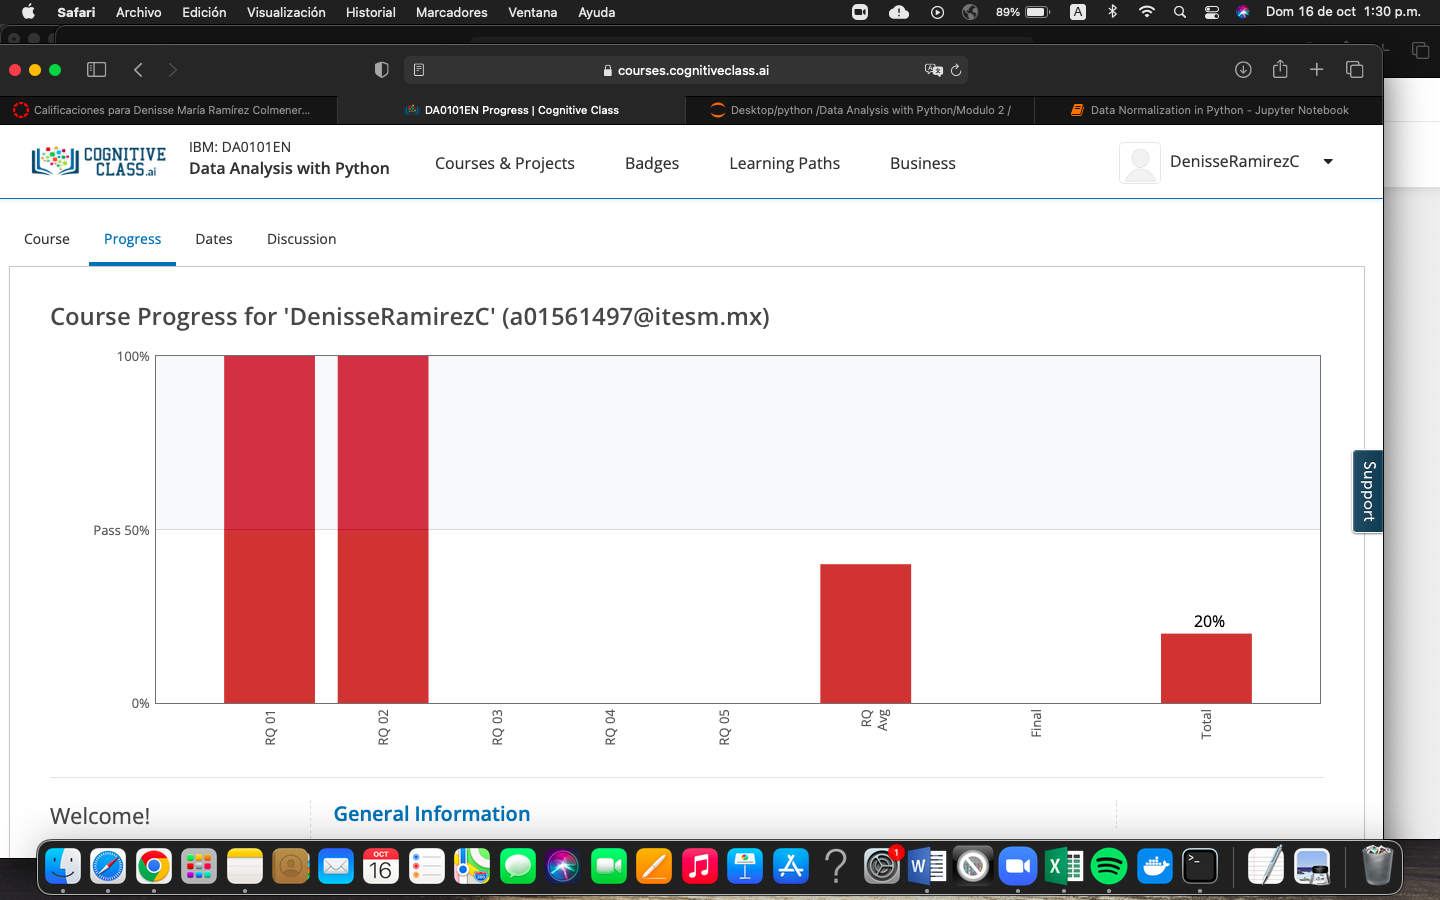 Safari Archivo Edición Visualización Historial Marcadores Ventana Ayuda 89% A Dom 16 de oct 1:30 p.m.
courses.cognitiveclass.ai
Calificaciones para Denisse María Ramírez Colmener... DA0101EN Progress | Cognitive Class Desktop/python /Data Analysis with Python/Modulo 2 / Data Normalization in Python - Jupyter Notebook
COGNITIVE
CLASS.ai
IBM: DA0101EN
Data Analysis with Python
Courses & Projects Badges Learning Paths Business DenisseRamirezC
Course Progress Dates Discussion
Course Progress for 'DenisseRamirezC' (a01561497@itesm.mx)
100%
Pass 50%
0%
20%
RQ 01
RQ 02
RQ 03
RQ 04
RQ 05
RQ
Avg
Final
Total
Support
Welcome!
General Information
OCT
16
1
W
X
>_